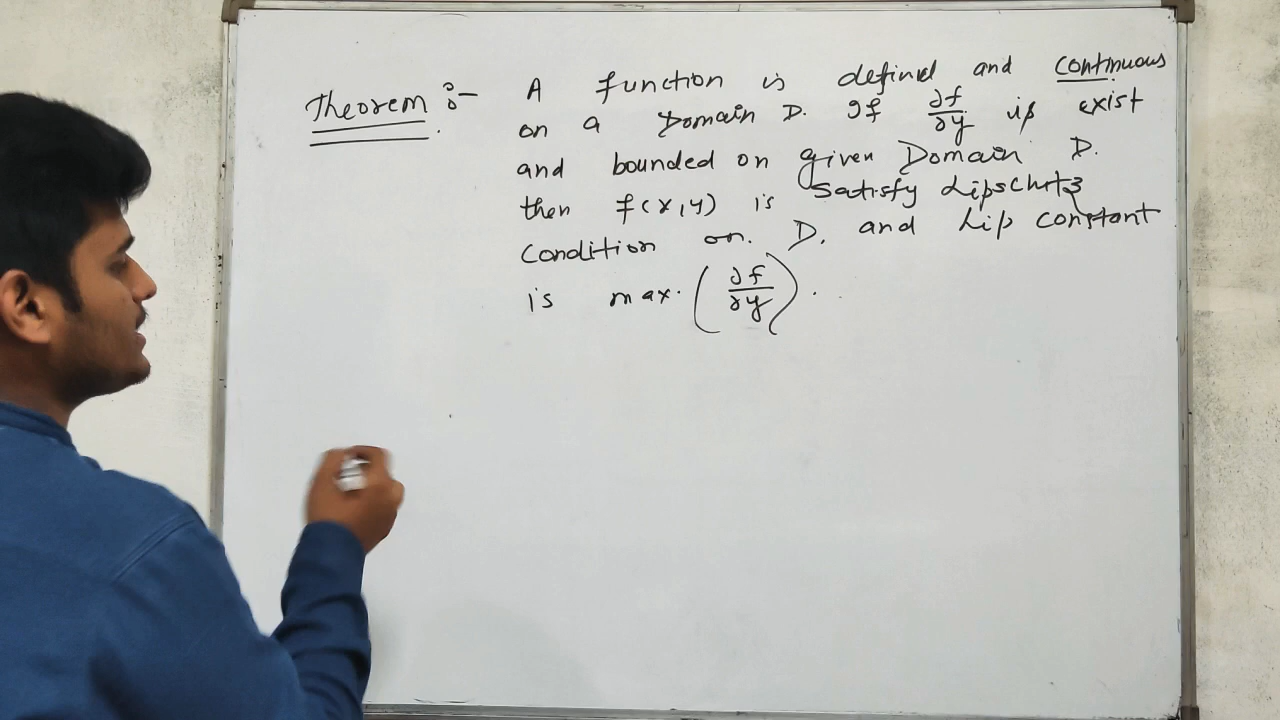 Theorem :- A function is defined and continuous
on a Domain D. If ∂f/∂y is exist
and bounded on given Domain D.
then f(x,y) is satisfy Lipschitz
condition on. D. and Lip constant
is max. (∂f/∂y).